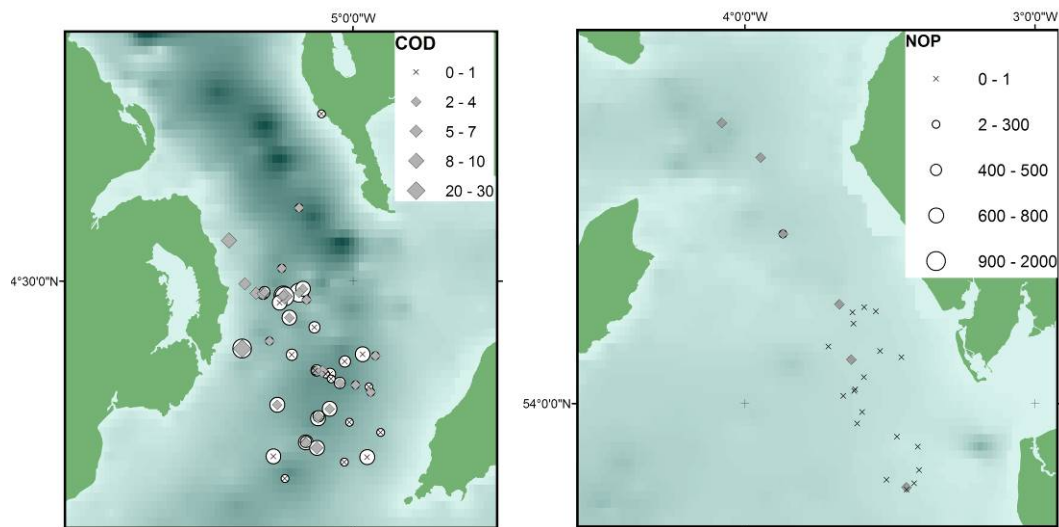 5°0'0"W
COD
0 - 1
2 - 4
5 - 7
8 - 10
20 - 30
4°30'0"N
4°0'0"W
3°0'0"W
NOP
0 - 1
2 - 300
400 - 500
600 - 800
900 - 2000
54°0'0"N